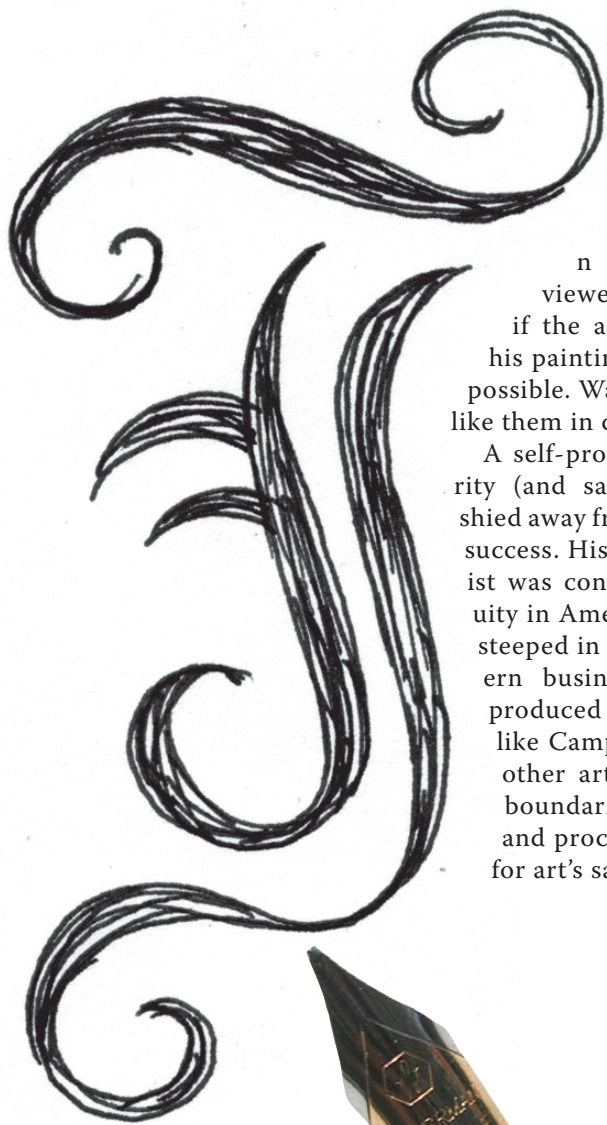 In
viewe
if the a
his paintin
possible. Wa
like them in
A self-pro
rity (and sa
shied away fr
success. His
ist was con
uity in Ame
steeped in
ern busin
produced
like Camp
other art
boundar
and proc
for art's sa